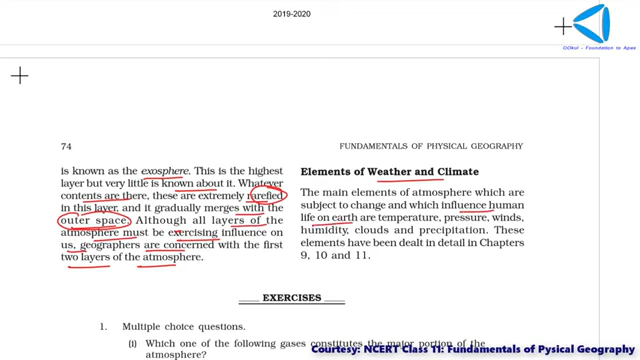 2019-2020
GOkul - Foundation to Apex
74
FUNDAMENTALS OF PHYSICAL GEOGRAPHY
is known as the exosphere. This is the highest
layer but very little is known about it. Whatever
contents are there, these are extremely rarefied
in this layer, and it gradually merges with the
outer space. Although all layers of the
atmosphere must be exercising influence on
us, geographers are concerned with the first
two layers of the atmosphere.
Elements of Weather and Climate
The main elements of atmosphere which are
subject to change and which influence human
life on earth are temperature, pressure, winds,
humidity, clouds and precipitation. These
elements have been dealt in detail in Chapters
9, 10 and 11.
EXERCISES
1. Multiple choice questions.
(i) Which one of the following gases constitutes the major portion of the
atmosphere?
Courtesy: NCERT Class 11: Fundamentals of Pysical Geography